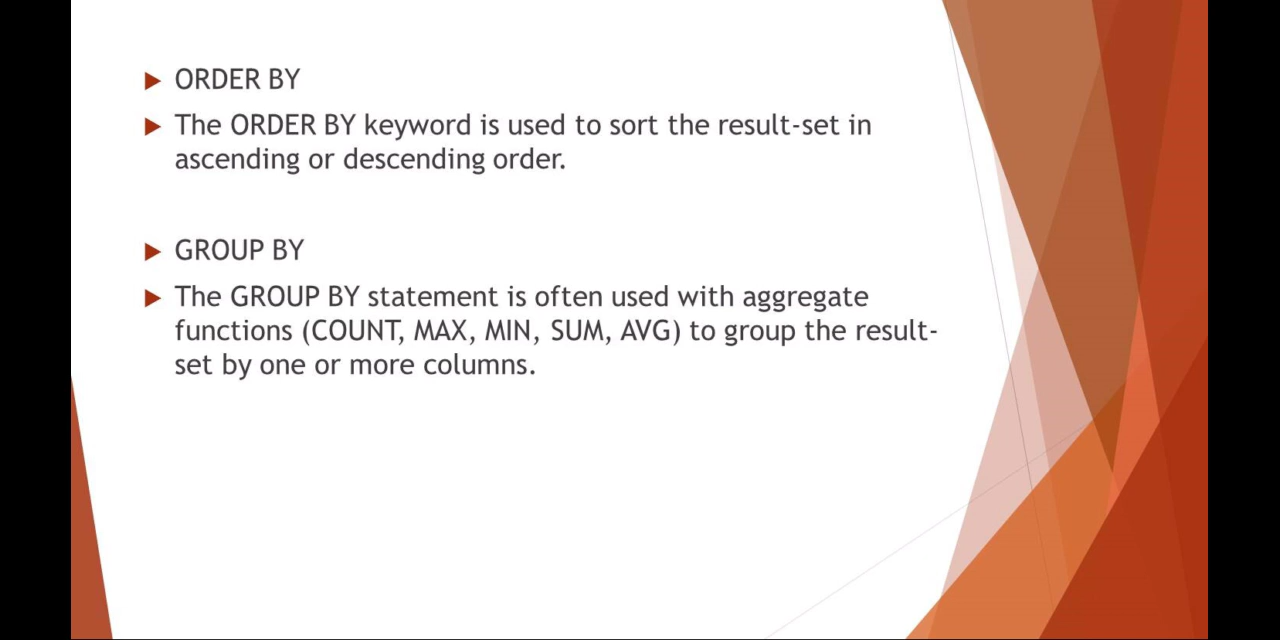 ORDER BY
The ORDER BY keyword is used to sort the result-set in
ascending or descending order.
GROUP BY
The GROUP BY statement is often used with aggregate
functions (COUNT, MAX, MIN, SUM, AVG) to group the result-
set by one or more columns.